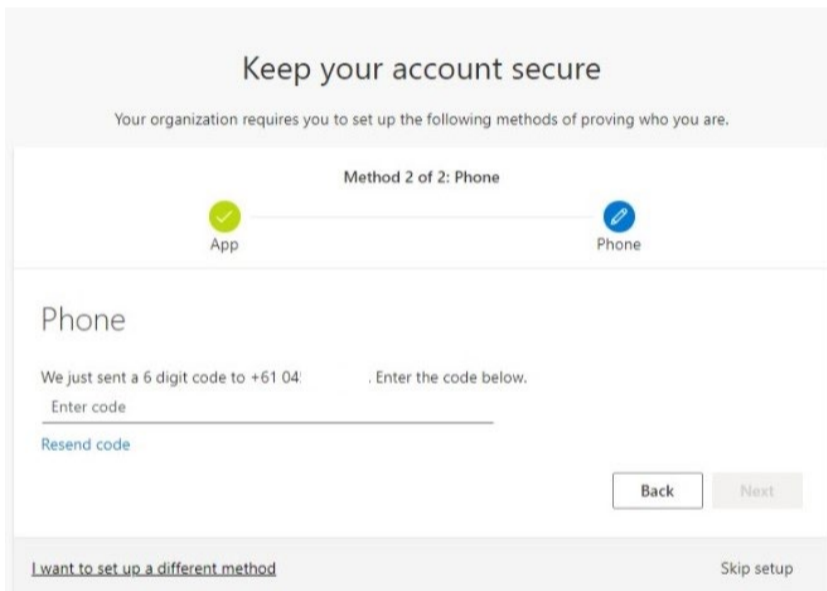 Keep your account secure
Your organization requires you to set up the following methods of proving who you are.
Method 2 of 2: Phone
App
Phone
Phone
We just sent a 6 digit code to +61 04 . Enter the code below.
Enter code
Resend code
Back
Next
I want to set up a different method
Skip setup